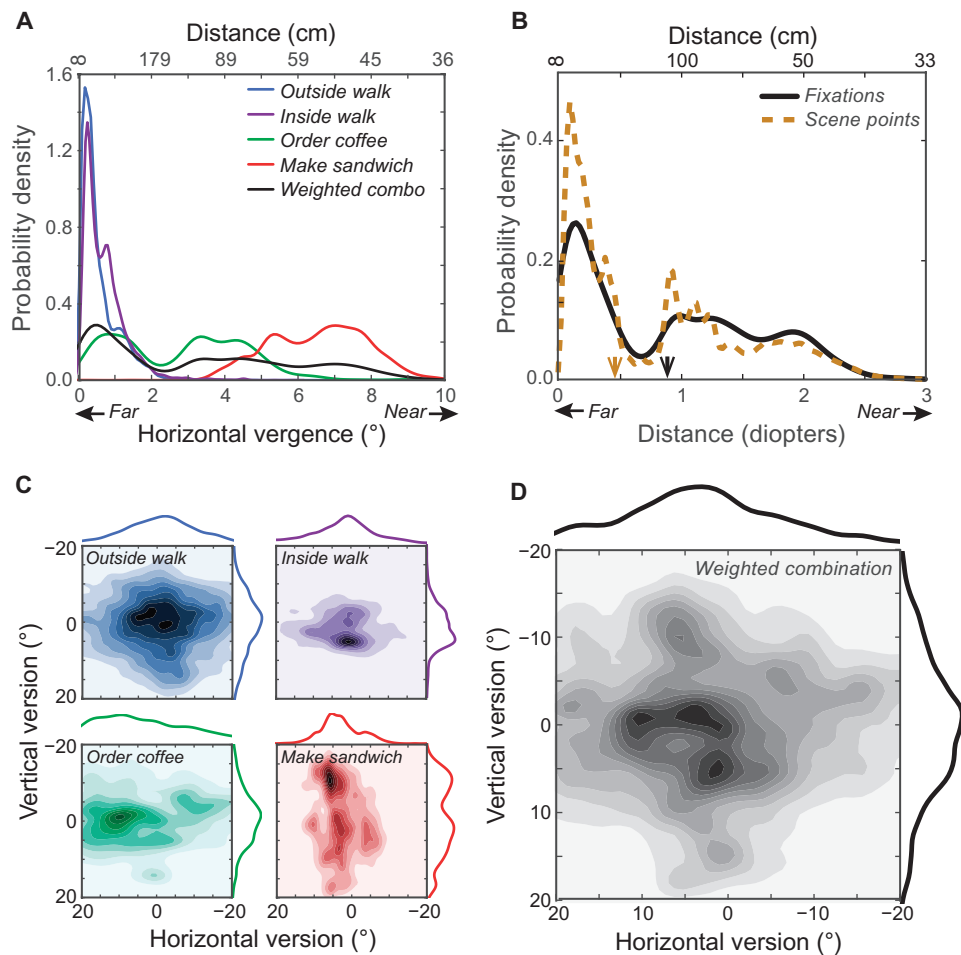 A
Distance (cm)
∞ 179 89 59 45 36
Probability density
1.6
1.2
0.8
0.4
0.0
Outside walk
Inside walk
Order coffee
Make sandwich
Weighted combo
0 2 4 6 8 10
Far Near
Horizontal vergence (°)
B
Distance (cm)
∞ 100 50 33
Probability density
0.4
0.2
0.0
Fixations
Scene points
0 1 2 3
Far Near
Distance (diopters)
C
Vertical version (°)
−20
0
20
Outside walk
Inside walk
−20
0
20
Order coffee
Make sandwich
20 0 -20 20 0 -20
Horizontal version (°)
D
Weighted combination
Vertical version (°)
−20
−10
0
10
20
20 10 0 -10 -20
Horizontal version (°)